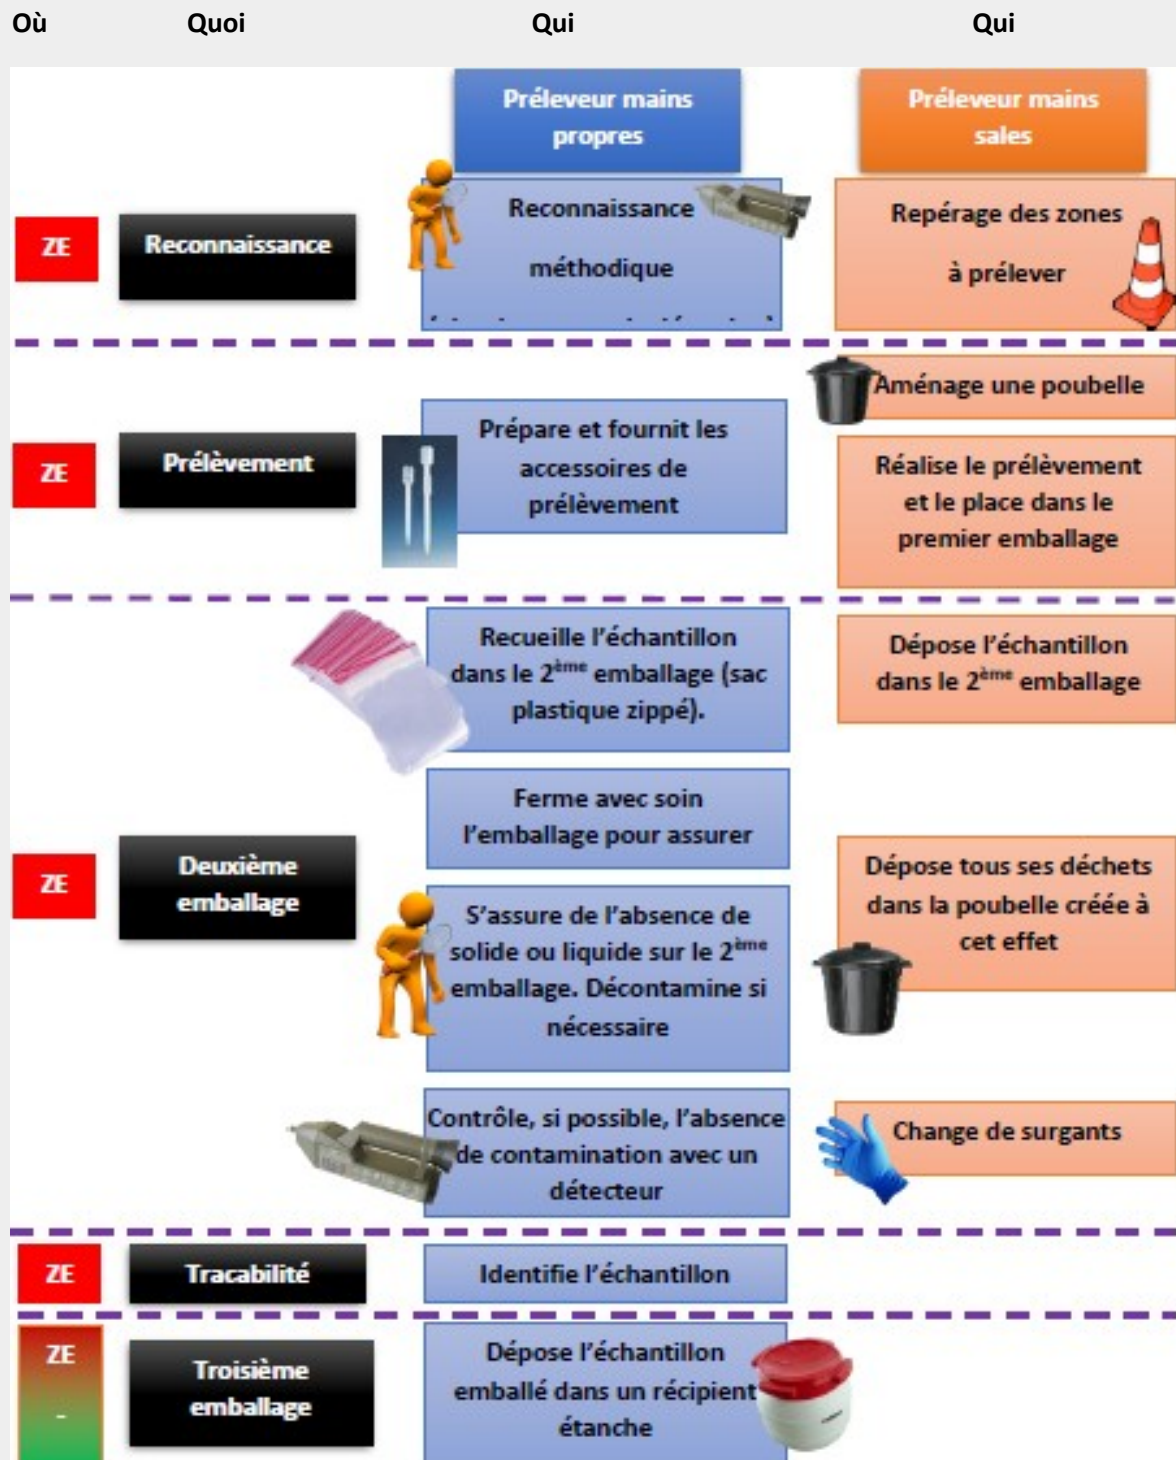 Où Quoi Qui Qui
Préleveur mains
propres
Préleveur mains
sales
ZE
Reconnaissance
Reconnaissance
méthodique
Repérage des zones
à prélever
ZE
Prélèvement
Prépare et fournit les
accessoires de
prélèvement
Aménage une poubelle
Réalise le prélèvement
et le place dans le
premier emballage
ZE
Deuxième
emballage
Recueille l’échantillon
dans le 2ème emballage (sac
plastique zippé).
Dépose l’échantillon
dans le 2ème emballage
Ferme avec soin
l’emballage pour assurer
S’assure de l’absence de
solide ou liquide sur le 2ème
emballage. Décontamine si
nécessaire
Dépose tous ses déchets
dans la poubelle créée à
cet effet
Contrôle, si possible, l’absence
de contamination avec un
détecteur
Change de surgants
ZE
Tracabilité
Identifie l’échantillon
ZE
-
Troisième
emballage
Dépose l’échantillon
emballé dans un récipient
étanche